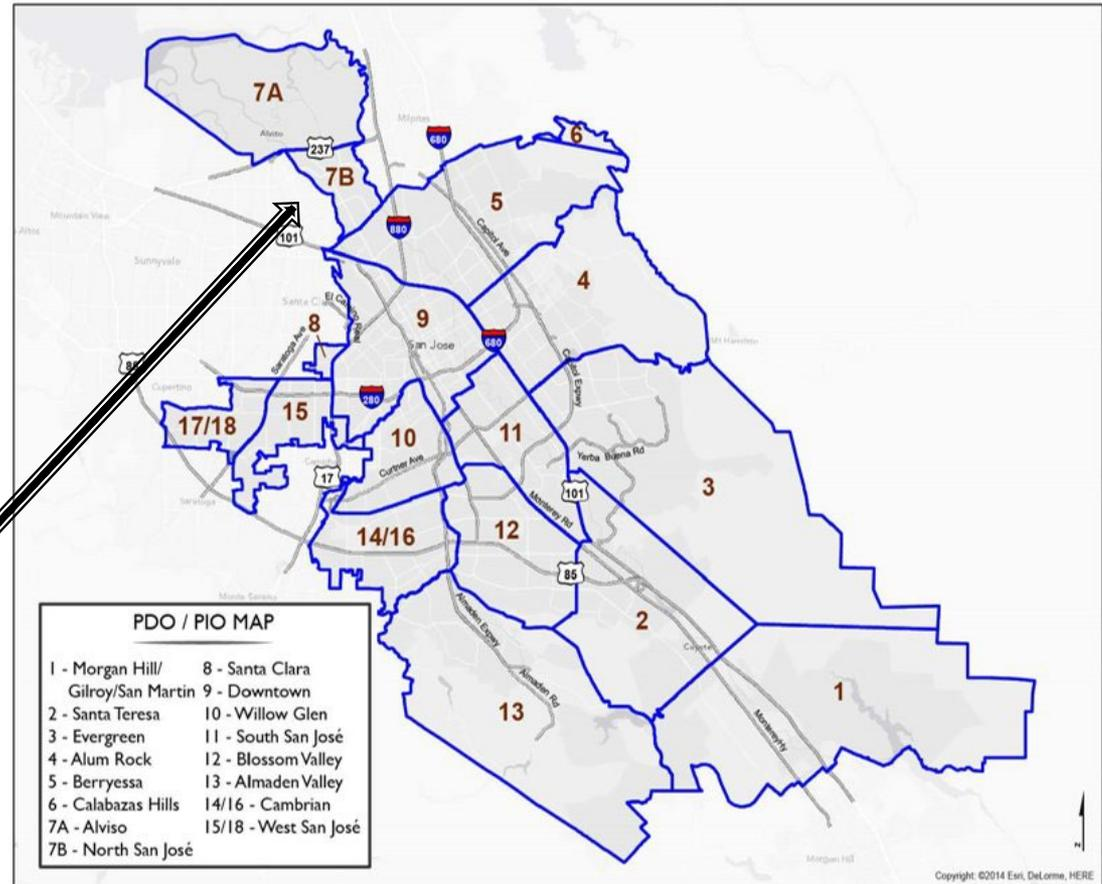 7A
Alviso
237
7B
Milpitas
680
6
5
880
Capitol Ave
4
Mountain View
101
Sunnyvale
Santa Cl
El Camino Real
8
9
San Jose
680
Saratoga Ave
Mt Hamilton
Capitol Expwy
Cupertino
280
17/18
15
10
11
Curtner Ave
Yerba Buena Rd
17
101
3
Saratoga
Monterey Rd
14/16
12
85
Monte Sereno
2
Almaden Expwy
Coyote
Almaden Rd
13
1
MonterreyHy
Morgan Hill
PDO / PIO MAP
1 - Morgan Hill/
Gilroy/San Martin
2 - Santa Teresa
3 - Evergreen
4 - Alum Rock
5 - Berryessa
6 - Calabazas Hills
7A - Alviso
7B - North San José
8 - Santa Clara
9 - Downtown
10 - Willow Glen
11 - South San José
12 - Blossom Valley
13 - Almaden Valley
14/16 - Cambrian
15/18 - West San José
N
Copyright: ©2014 Esri, DeLorme, HERE